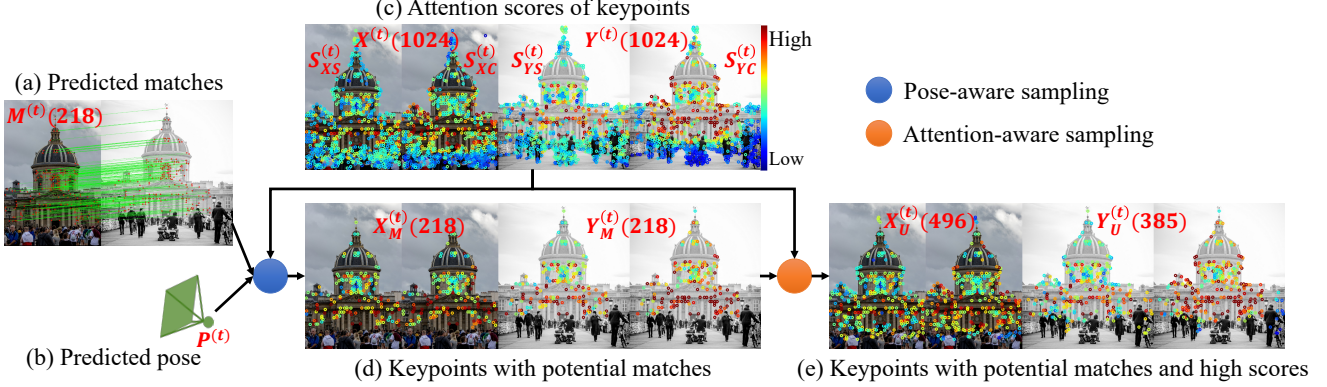 (c) Attention scores of keypoints
X^(t)(1024)
Y^(t)(1024)
S_XS^(t)
S_XC^(t)
S_YS^(t)
S_YC^(t)
High
Low
(a) Predicted matches
M^(t)(218)
Pose-aware sampling
Attention-aware sampling
X_M^(t)(218)
Y_M^(t)(218)
X_U^(t)(496)
Y_U^(t)(385)
P^(t)
(b) Predicted pose
(d) Keypoints with potential matches
(e) Keypoints with potential matches and high scores